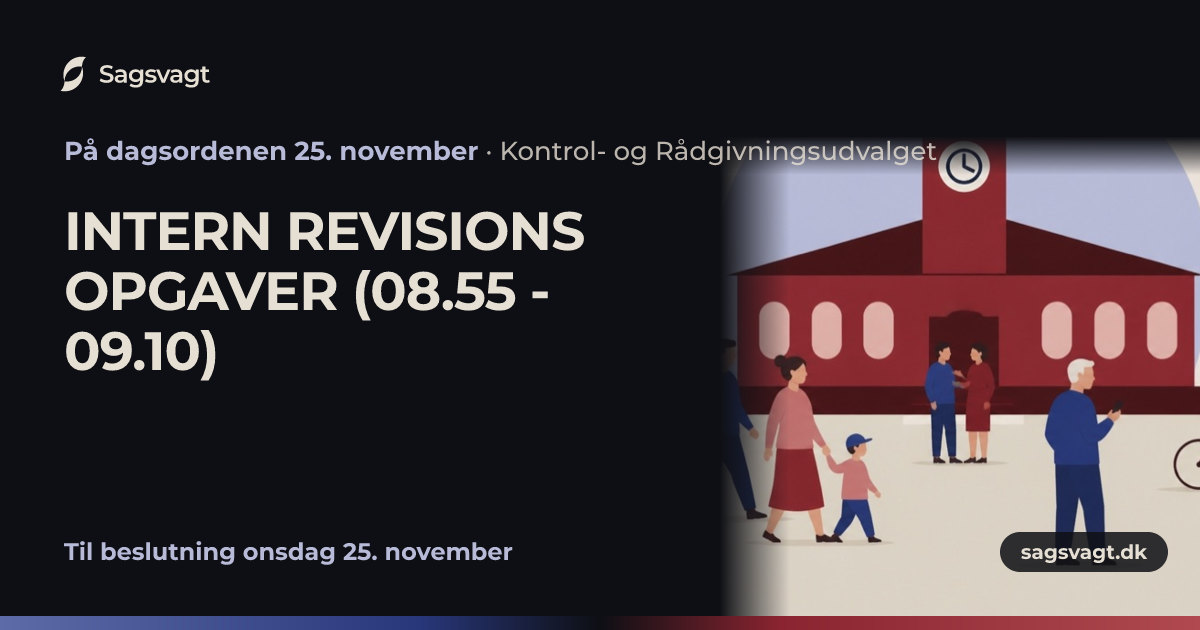 Sagsvagt
På dagsordenen 25. november · Kontrol- og Rådgivningsudvalget
INTERN REVISIONS
OPGAVER (08.55 -
09.10)
Til beslutning onsdag 25. november
sagsvagt.dk